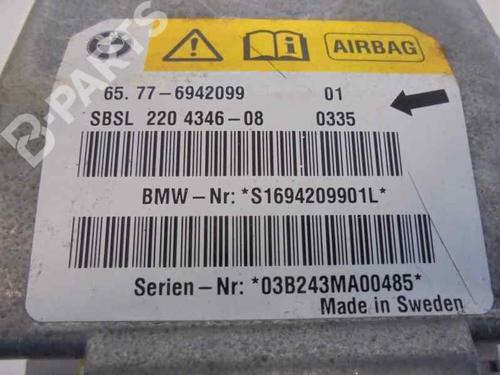 AIRBAG
65. 77-6942099 01
SBSL 220 4346-08 0335
BMW-Nr: *S1694209901L*
Serien-Nr: *03B243MA00485*
Made in Sweden
B-PARTS